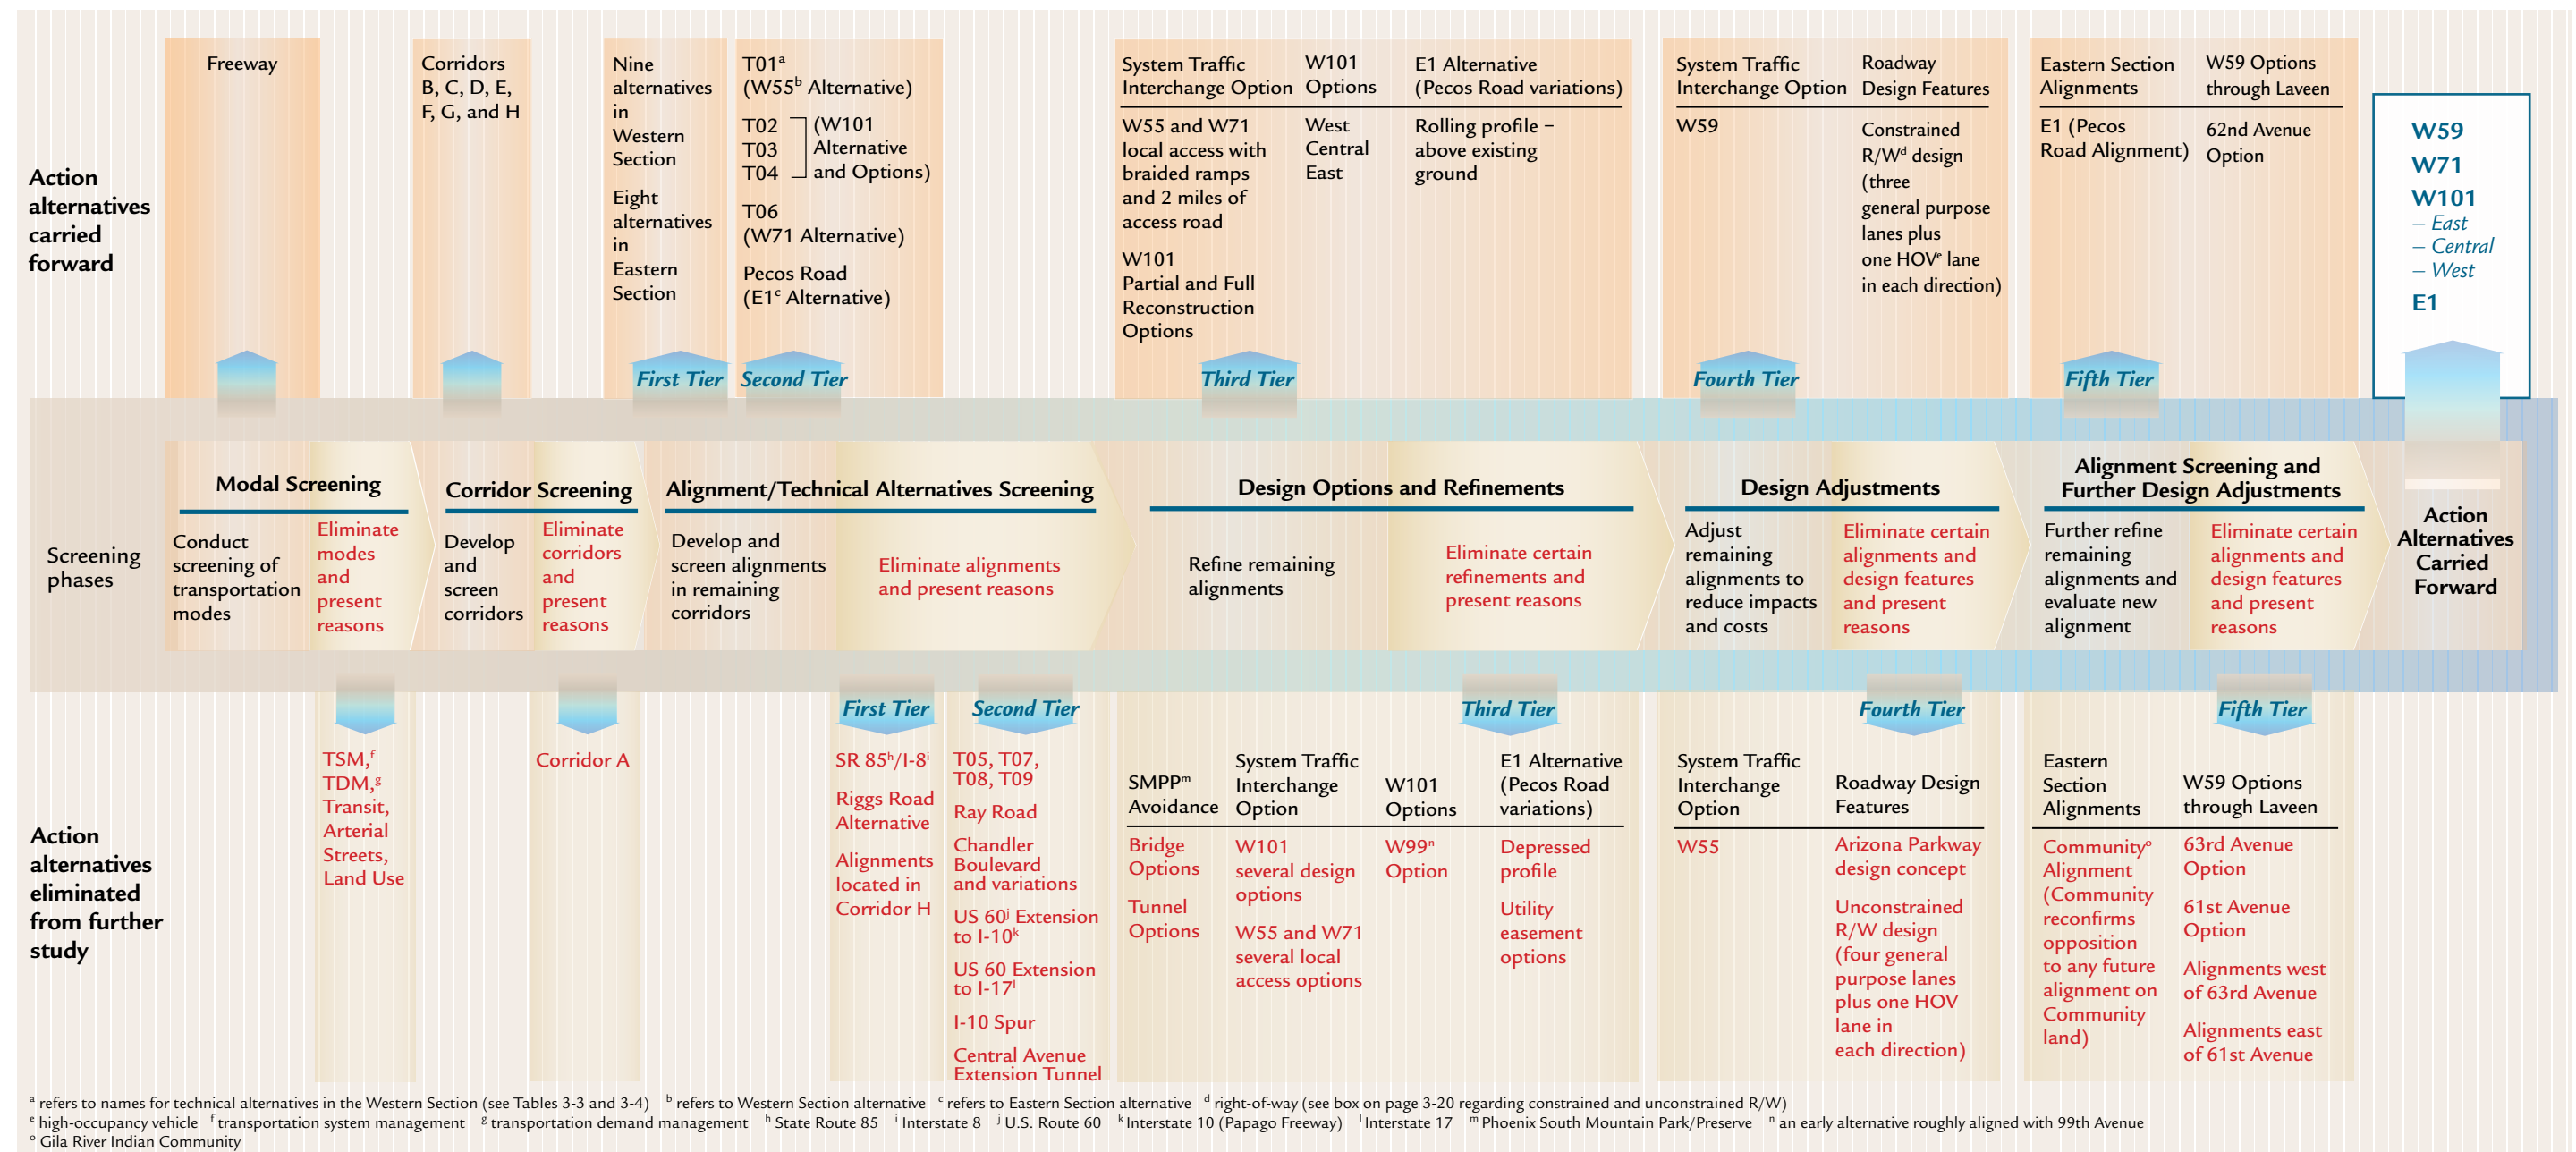 Action
alternatives
carried
forward
Freeway
Corridors
B, C, D, E,
F, G, and H
Nine
alternatives
in
Western
Section
Eight
alternatives
in
Eastern
Section
First Tier
T01a
(W55b Alternative)
T02
T03
T04
(W101
Alternative
and Options)
T06
(W71 Alternative)
Pecos Road
(E1c Alternative)
Second Tier
System Traffic
Interchange Option
W55 and W71
local access with
braided ramps
and 2 miles of
access road
W101
Partial and Full
Reconstruction
Options
W101
Options
West
Central
East
E1 Alternative
(Pecos Road variations)
Rolling profile –
above existing
ground
Third Tier
System Traffic
Interchange Option
W59
Roadway
Design Features
Constrained
R/Wd design
(three
general purpose
lanes plus
one HOVe lane
in each direction)
Fourth Tier
Eastern Section
Alignments
E1 (Pecos
Road Alignment)
W59 Options
through Laveen
62nd Avenue
Option
Fifth Tier
W59
W71
W101
– East
– Central
– West
E1
Screening
phases
Modal Screening
Conduct
screening of
transportation
modes
Eliminate
modes
and
present
reasons
Corridor Screening
Develop
and
screen
corridors
Eliminate
corridors
and
present
reasons
Alignment/Technical Alternatives Screening
Develop and
screen alignments
in remaining
corridors
Eliminate alignments
and present reasons
Design Options and Refinements
Refine remaining
alignments
Eliminate certain
refinements and
present reasons
Design Adjustments
Adjust
remaining
alignments to
reduce impacts
and costs
Eliminate certain
alignments and
design features
and present
reasons
Alignment Screening and
Further Design Adjustments
Further refine
remaining
alignments and
evaluate new
alignment
Eliminate certain
alignments and
design features
and present
reasons
Action
Alternatives
Carried
Forward
Action
alternatives
eliminated
from further
study
TSM,f
TDM,g
Transit,
Arterial
Streets,
Land Use
Corridor A
First Tier
SR 85h/I-8i
Riggs Road
Alternative
Alignments
located in
Corridor H
Second Tier
T05, T07,
T08, T09
Ray Road
Chandler
Boulevard
and variations
US 60j Extension
to I-10k
US 60 Extension
to I-17l
I-10 Spur
Central Avenue
Extension Tunnel
Third Tier
SMPPm
Avoidance
Bridge
Options
Tunnel
Options
System Traffic
Interchange
Option
W101
several design
options
W55 and W71
several local
access options
W101
Options
W99n
Option
E1 Alternative
(Pecos Road
variations)
Depressed
profile
Utility
easement
options
Fourth Tier
System Traffic
Interchange
Option
W55
Roadway Design
Features
Arizona Parkway
design concept
Unconstrained
R/W design
(four general
purpose lanes
plus one HOV
lane in
each direction)
Fifth Tier
Eastern
Section
Alignments
Communityo
Alignment
(Community
reconfirms
opposition
to any future
alignment on
Community
land)
W59 Options
through Laveen
63rd Avenue
Option
61st Avenue
Option
Alignments west
of 63rd Avenue
Alignments east
of 61st Avenue
a refers to names for technical alternatives in the Western Section (see Tables 3-3 and 3-4) b refers to Western Section alternative c refers to Eastern Section alternative d right-of-way (see box on page 3-20 regarding constrained and unconstrained R/W)
e high-occupancy vehicle f transportation system management g transportation demand management h State Route 85 i Interstate 8 j U.S. Route 60 k Interstate 10 (Papago Freeway) l Interstate 17 m Phoenix South Mountain Park/Preserve n an early alternative roughly aligned with 99th Avenue
o Gila River Indian Community